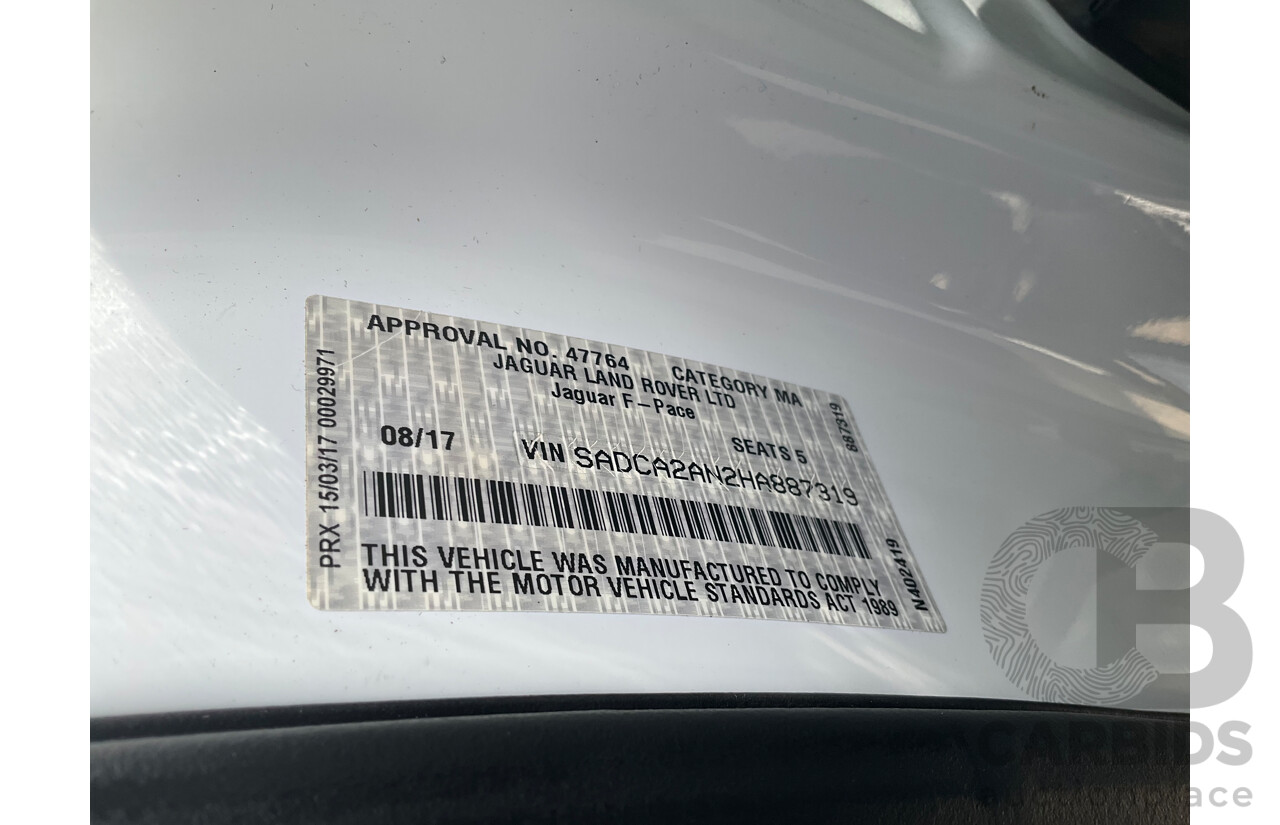 APPROVAL NO. 47764 CATEGORY MA
JAGUAR LAND ROVER LTD
Jaguar F-Pace
08/17 SEATS 5
VIN SADCA2AN2HA887319
THIS VEHICLE WAS MANUFACTURED TO COMPLY
WITH THE MOTOR VEHICLE STANDARDS ACT 1989
PRX 15/03/17 00029971
887319
N402419
CB
CARBIDS
auctionplace